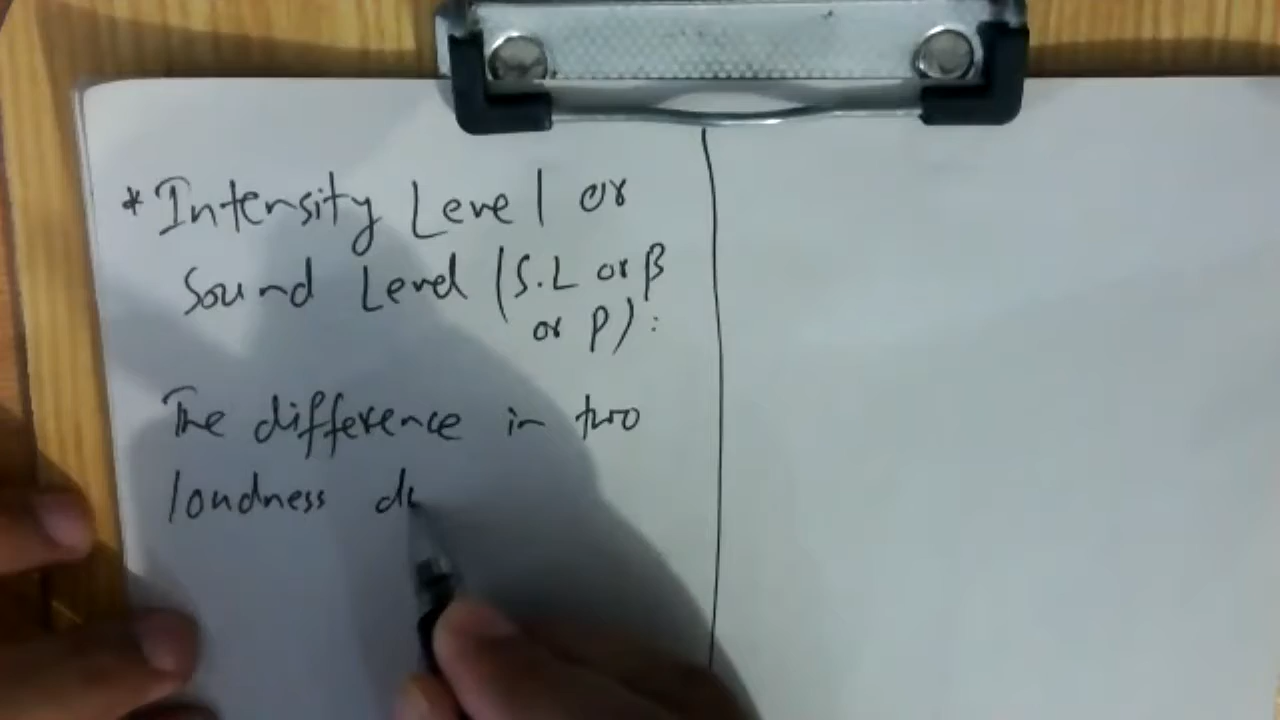 * Intensity Level or
Sound Level (S.L or β
or P):
The difference in two
loudness